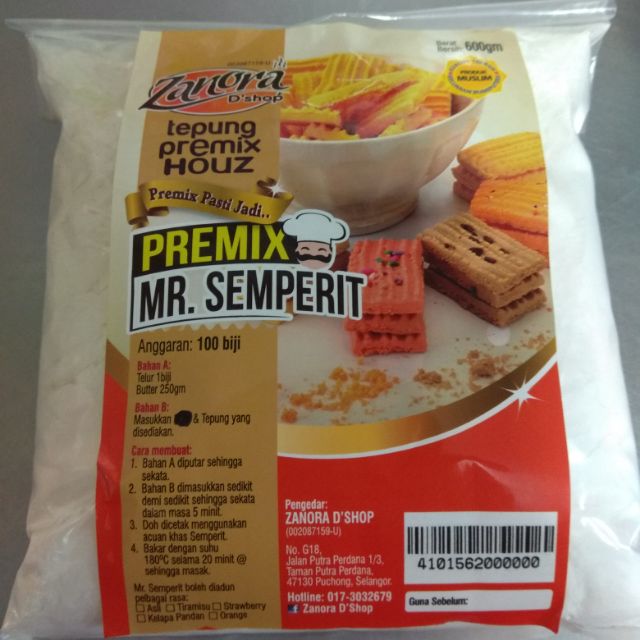 002087159-U
Zanora
D'shop
Berat
Bersih: 600gm
PRODUK
MUSLIM
tepung
premix
HOUZ
Premix Pasti Jadi..
PREMIX
MR. SEMPERIT
Anggaran: 100 biji
Bahan A:
Telur 1biji
Butter 250gm
Bahan B:
Masukkan & Tepung yang
disediakan.
Cara membuat:
1. Bahan A diputar sehingga
sekata.
2. Bahan B dimasukkan sedikit
demi sedikit sehingga sekata
dalam masa 5 minit.
3. Doh dicetak menggunakan
acuan khas Semperit.
4. Bakar dengan suhu
180°C selama 20 minit @
sehingga masak.
Mr. Semperit boleh diadun
pelbagai rasa:
Asli Tiramisu Strawberry
Kelapa Pandan Orange
Pengedar:
ZANORA D'SHOP
(002087159-U)
No. G18,
Jalan Putra Perdana 1/3,
Taman Putra Perdana,
47130 Puchong, Selangor.
Hotline: 017-3032679
f Zanora D'Shop
4101562000000
Guna Sebelum: